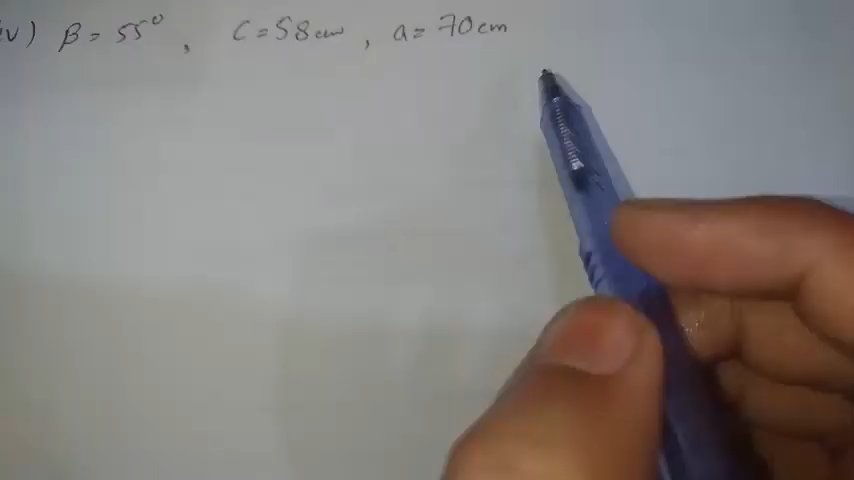 iv) β = 55°, C = 58 cm, a = 70 cm